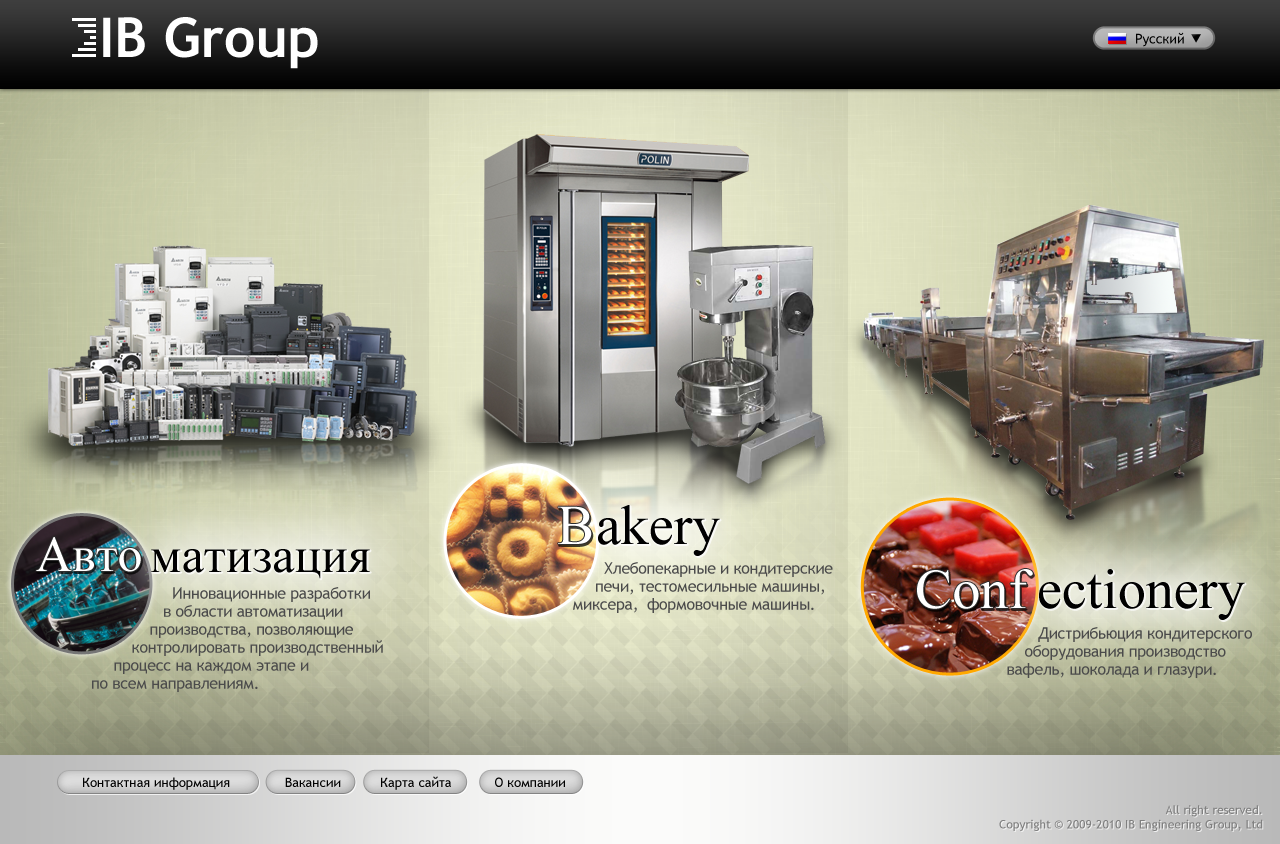 IB Group
Русский
POLIN
Автоматизация
Инновационные разработки
в области автоматизации
производства, позволяющие
контролировать производственный
процесс на каждом этапе и
по всем направлениям.
Bakery
Хлебопекарные и кондитерские
печи, тестомесильные машины,
миксера, формовочные машины.
Confectionery
Дистрибьюция кондитерского
оборудования производство
вафель, шоколада и глазури.
Контактная информация
Вакансии
Карта сайта
О компании
All right reserved.
Copyright © 2009-2010 IB Engineering Group, Ltd